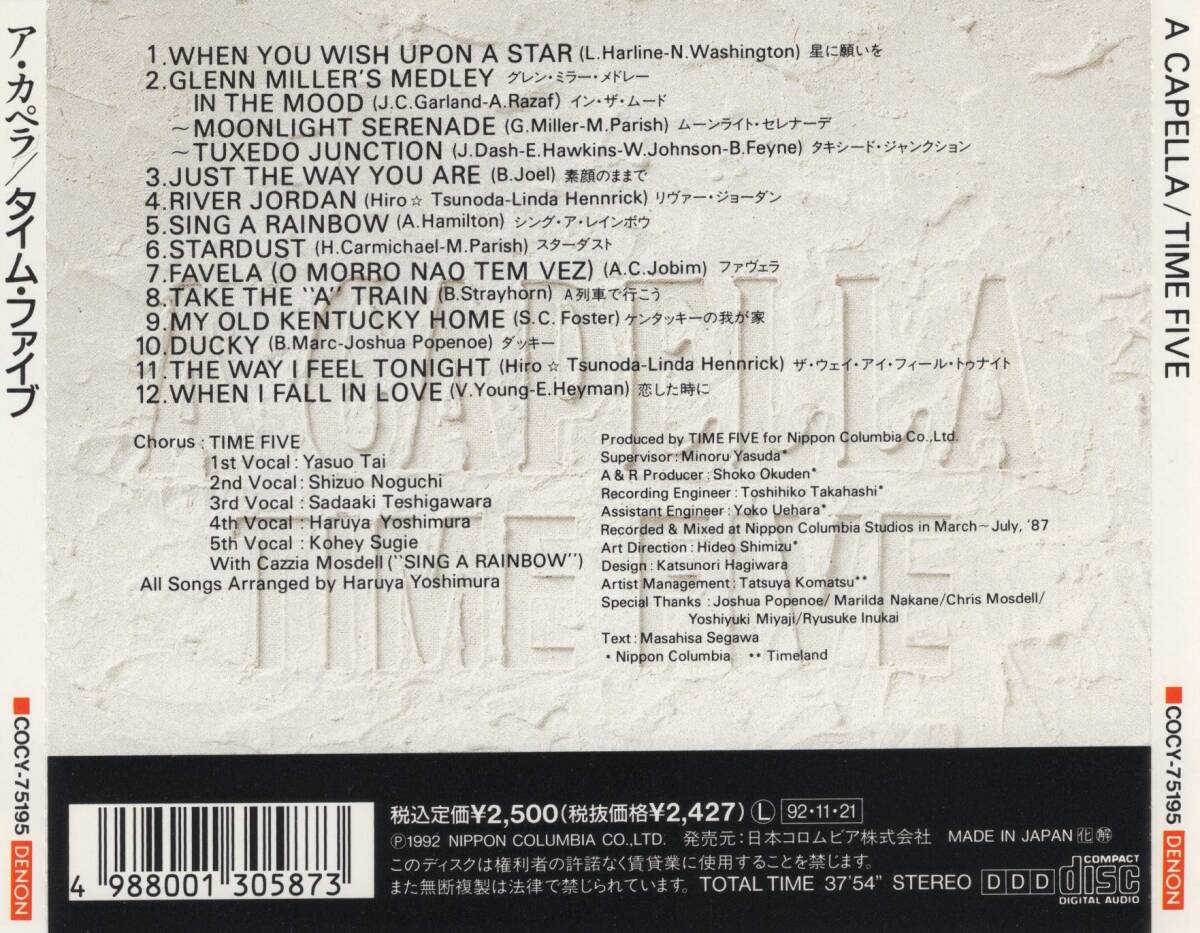 ア・カペラ/タイム・ファイブ
COCY-75195 DENON
1.WHEN YOU WISH UPON A STAR (L.Harline-N.Washington) 星に願いを
2.GLENN MILLER'S MEDLEY グレン・ミラー・メドレー
IN THE MOOD (J.C.Garland-A.Razaf) イン・ザ・ムード
~MOONLIGHT SERENADE (G.Miller-M.Parish) ムーンライト・セレナーデ
~TUXEDO JUNCTION (J.Dash-E.Hawkins-W.Johnson-B.Feyne) タキシード・ジャンクション
3.JUST THE WAY YOU ARE (B.Joel) 素顔のままで
4.RIVER JORDAN (Hiro☆Tsunoda-Linda Hennrick) リヴァー・ジョーダン
5.SING A RAINBOW (A.Hamilton) シング・ア・レインボウ
6.STARDUST (H.Carmichael-M.Parish) スターダスト
7.FAVELA (O MORRO NAO TEM VEZ) (A.C.Jobim) ファヴェラ
8.TAKE THE "A" TRAIN (B.Strayhorn) A列車で行こう
9.MY OLD KENTUCKY HOME (S.C. Foster) ケンタッキーの我が家
10.DUCKY (B.Marc-Joshua Popenoe) ダッキー
11.THE WAY I FEEL TONIGHT (Hiro☆Tsunoda-Linda Hennrick) ザ・ウェイ・アイ・フィール・トゥナイト
12.WHEN I FALL IN LOVE (V.Young-E.Heyman) 恋した時に
A CAPELLA
TIME FIVE
Chorus : TIME FIVE
1st Vocal : Yasuo Tai
2nd Vocal : Shizuo Noguchi
3rd Vocal : Sadaaki Teshigawara
4th Vocal : Haruya Yoshimura
5th Vocal : Kohey Sugie
With Cazzia Mosdell ("SING A RAINBOW")
All Songs Arranged by Haruya Yoshimura
Produced by TIME FIVE for Nippon Columbia Co.,Ltd.
Supervisor : Minoru Yasuda*
A & R Producer : Shoko Okuden*
Recording Engineer : Toshihiko Takahashi*
Assistant Engineer : Yoko Uehara*
Recorded & Mixed at Nippon Columbia Studios in March~July, '87
Art Direction : Hideo Shimizu*
Design : Katsunori Hagiwara
Artist Management : Tatsuya Komatsu**
Special Thanks : Joshua Popenoe/ Marilda Nakane/Chris Mosdell/
Yoshiyuki Miyaji/Ryusuke Inukai
Text : Masahisa Segawa
* Nippon Columbia ** Timeland
4 988001 305873
税込定価¥2,500(税抜価格¥2,427) Ⓛ 92・11・21
Ⓟ1992 NIPPON COLUMBIA CO.,LTD. 発売元:日本コロムビア株式会社 MADE IN JAPAN 化 解
このディスクは権利者の許諾なく賃貸業に使用することを禁じます。
また無断複製は法律で禁じられています。 TOTAL TIME 37'54" STEREO DDD
COMPACT disc DIGITAL AUDIO
A CAPELLA/TIME FIVE
COCY-75195 DENON